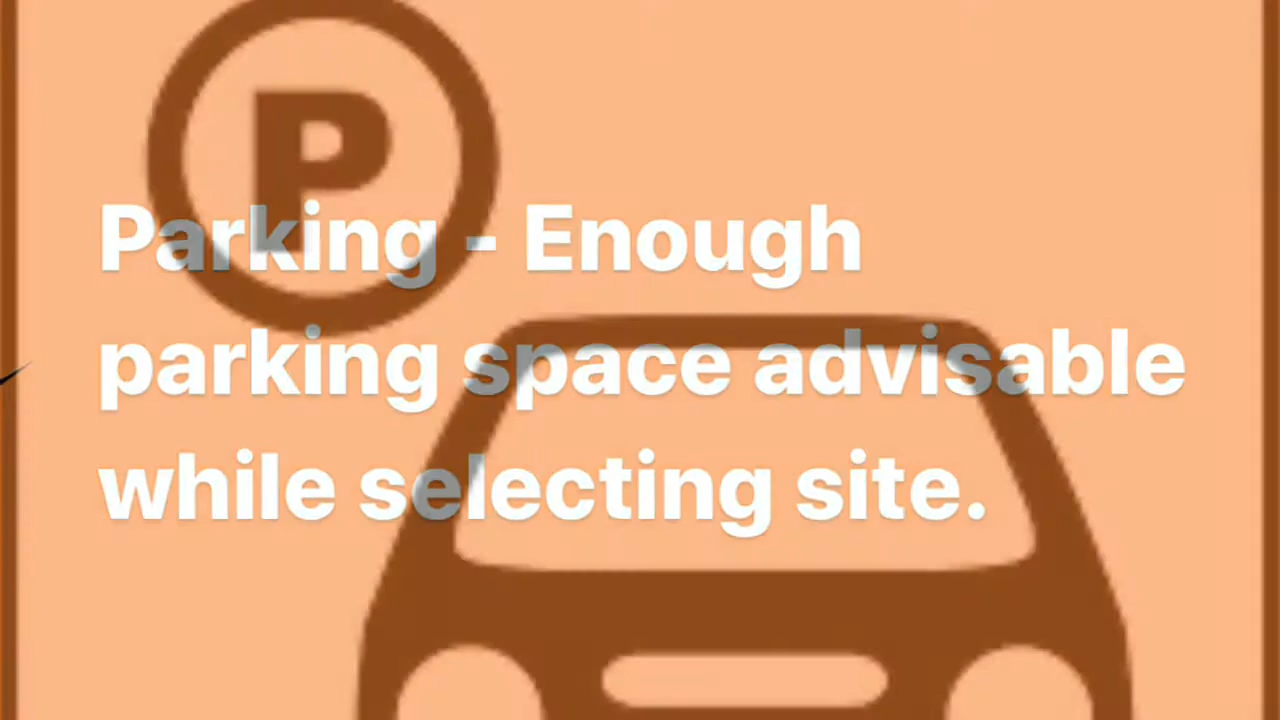 P
Parking - Enough
parking space advisable
while selecting site.